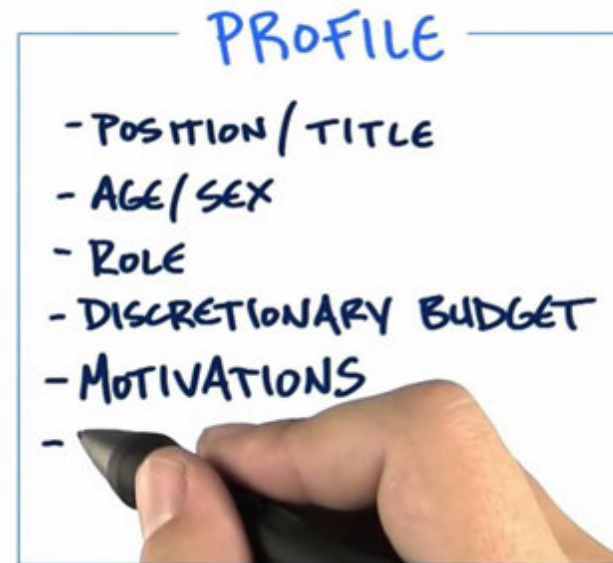 PROFILE
- POSITION / TITLE
- AGE / SEX
- ROLE
- DISCRETIONARY BUDGET
- MOTIVATIONS
-